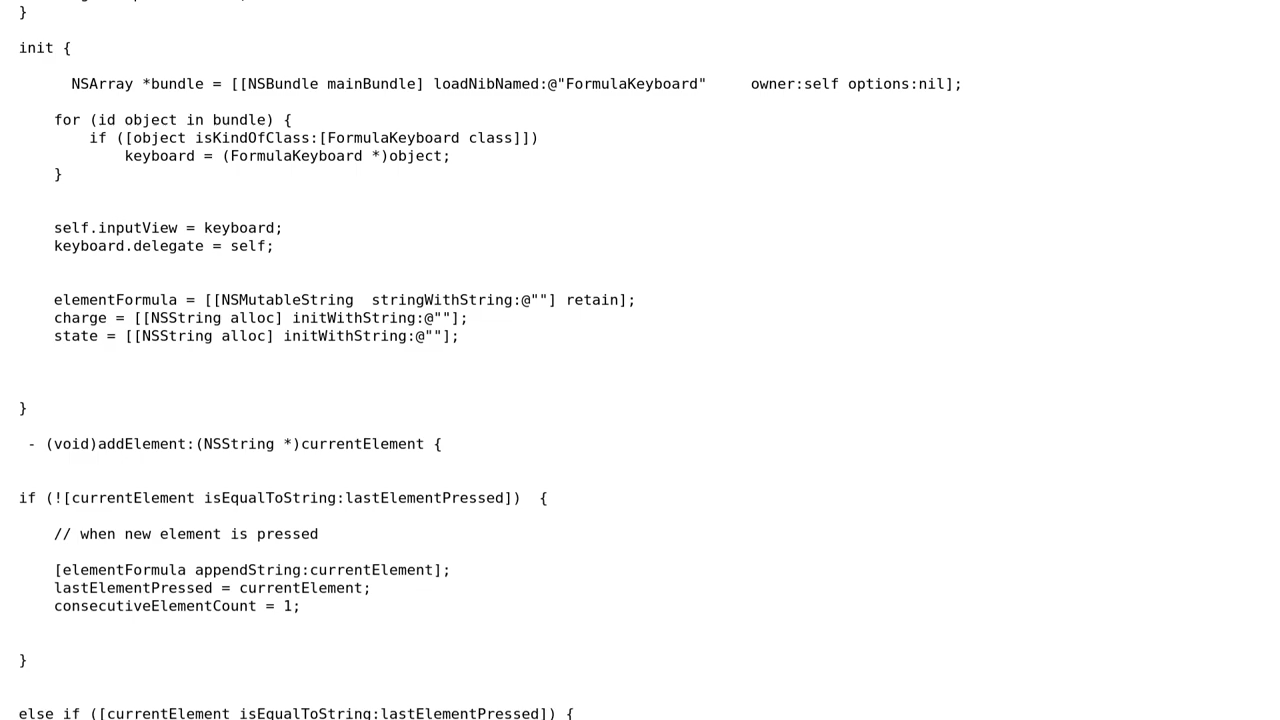 }
init {
NSArray *bundle = [[NSBundle mainBundle] loadNibNamed:@"FormulaKeyboard"     owner:self options:nil];
for (id object in bundle) {
if ([object isKindOfClass:[FormulaKeyboard class]])
keyboard = (FormulaKeyboard *)object;
}
self.inputView = keyboard;
keyboard.delegate = self;
elementFormula = [[NSMutableString  stringWithString:@""] retain];
charge = [[NSString alloc] initWithString:@""];
state = [[NSString alloc] initWithString:@""];
}
- (void)addElement:(NSString *)currentElement {
if (![currentElement isEqualToString:lastElementPressed])  {
// when new element is pressed
[elementFormula appendString:currentElement];
lastElementPressed = currentElement;
consecutiveElementCount = 1;
}
else if ([currentElement isEqualToString:lastElementPressed]) {